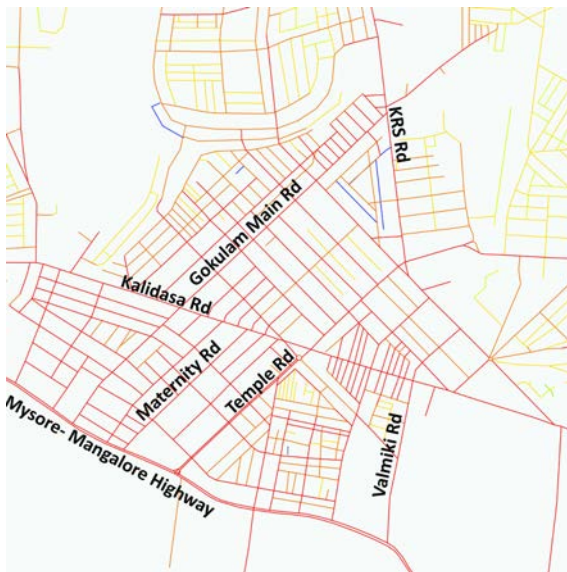 KRS Rd
Gokulam Main Rd
Kalidasa Rd
Maternity Rd
Temple Rd
Valmiki Rd
Mysore- Mangalore Highway